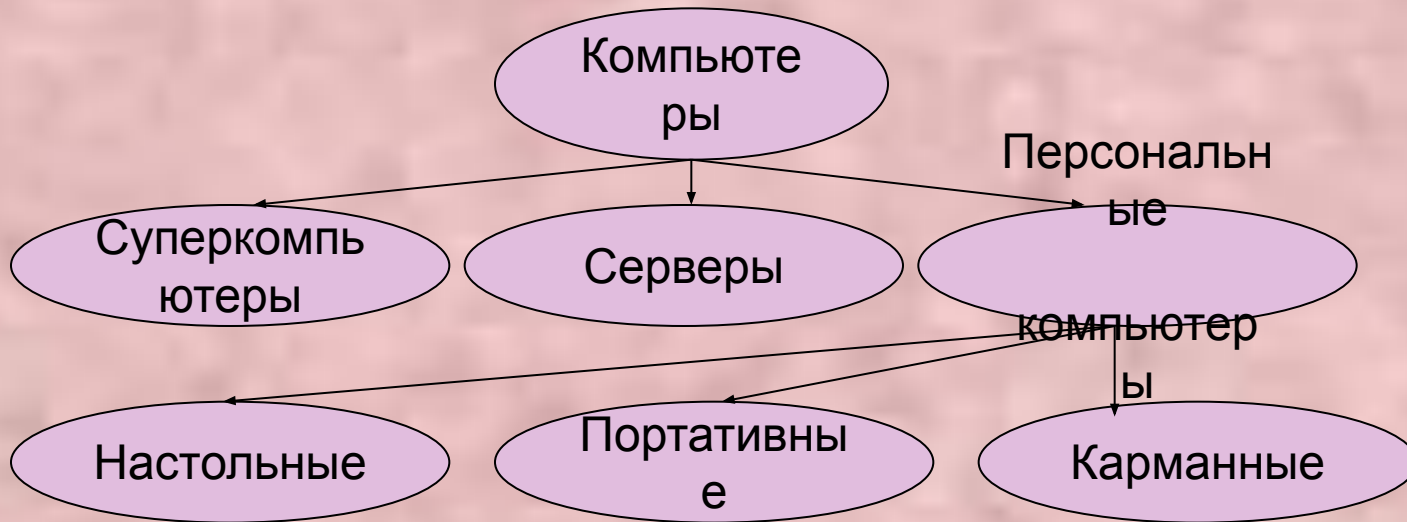 Компьюте
ры
Суперкомпь
ютеры
Серверы
Персональн
ые
компьютер
ы
Настольные
Портативны
е
Карманные